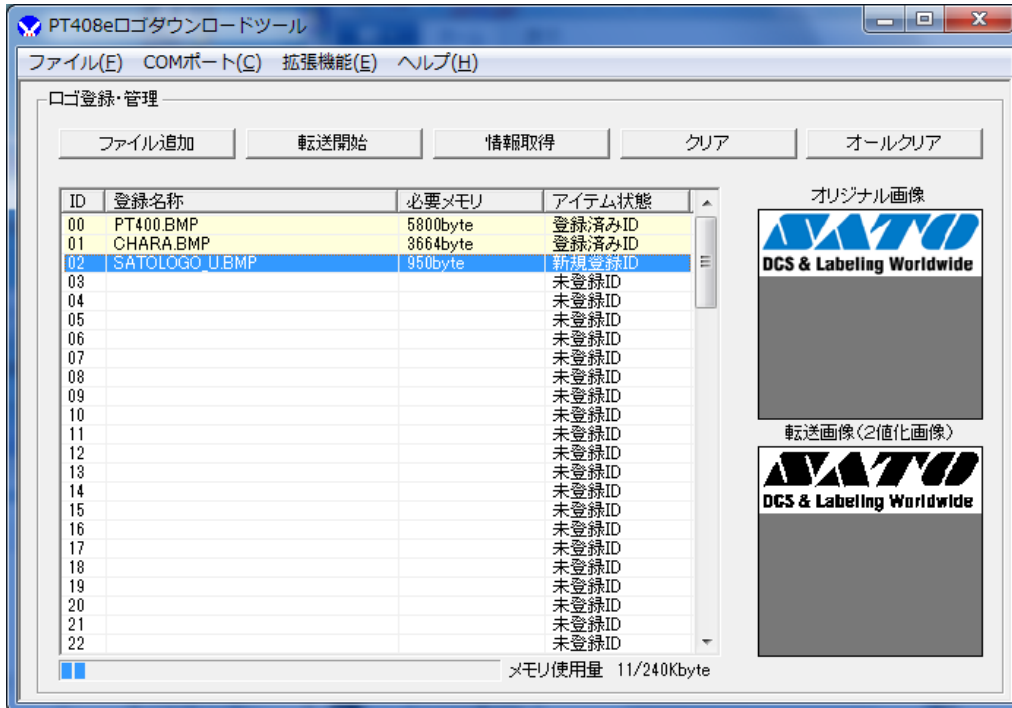 PT408eロゴダウンロードツール
ファイル(F) COMポート(C) 拡張機能(E) ヘルプ(H)
ロゴ登録・管理
ファイル追加 転送開始 情報取得 クリア オールクリア
ID 登録名称 必要メモリ アイテム状態
00 PT400.BMP 5800byte 登録済みID
01 CHARA.BMP 3664byte 登録済みID
02 SATOLOGO_U.BMP 950byte 新規登録ID
03 未登録ID
04 未登録ID
05 未登録ID
06 未登録ID
07 未登録ID
08 未登録ID
09 未登録ID
10 未登録ID
11 未登録ID
12 未登録ID
13 未登録ID
14 未登録ID
15 未登録ID
16 未登録ID
17 未登録ID
18 未登録ID
19 未登録ID
20 未登録ID
21 未登録ID
22 未登録ID
メモリ使用量 11/240Kbyte
オリジナル画像
SATO
DCS & Labeling Worldwide
転送画像(2値化画像)
SATO
DCS & Labeling Worldwide